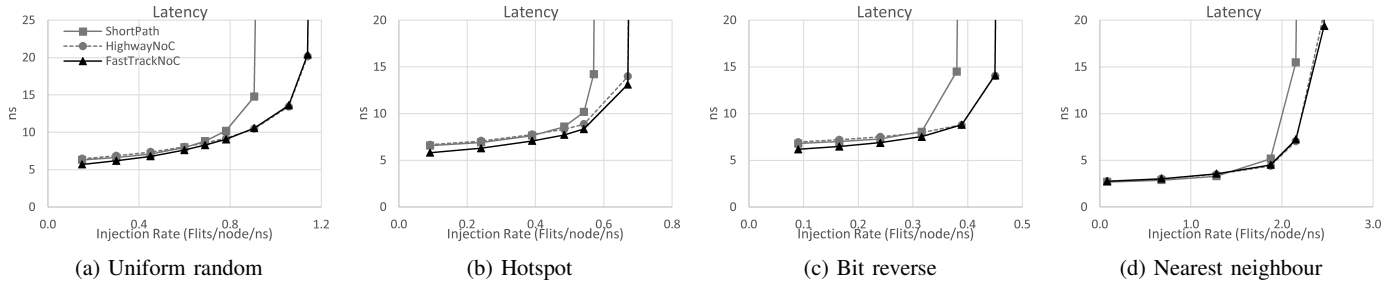 Latency
25
20
15
10
5
0
ns
ShortPath
HighwayNoC
FastTrackNoC
0.0 0.4 0.8 1.2
Injection Rate (Flits/node/ns)
(a) Uniform random
Latency
20
15
10
5
0
ns
0.0 0.2 0.4 0.6 0.8
Injection Rate (Flits/node/ns)
(b) Hotspot
Latency
20
15
10
5
0
ns
0.0 0.1 0.2 0.3 0.4 0.5
Injection Rate (Flits/node/ns)
(c) Bit reverse
Latency
20
15
10
5
0
ns
0.0 1.0 2.0 3.0
Injection Rate (Flits/node/ns)
(d) Nearest neighbour